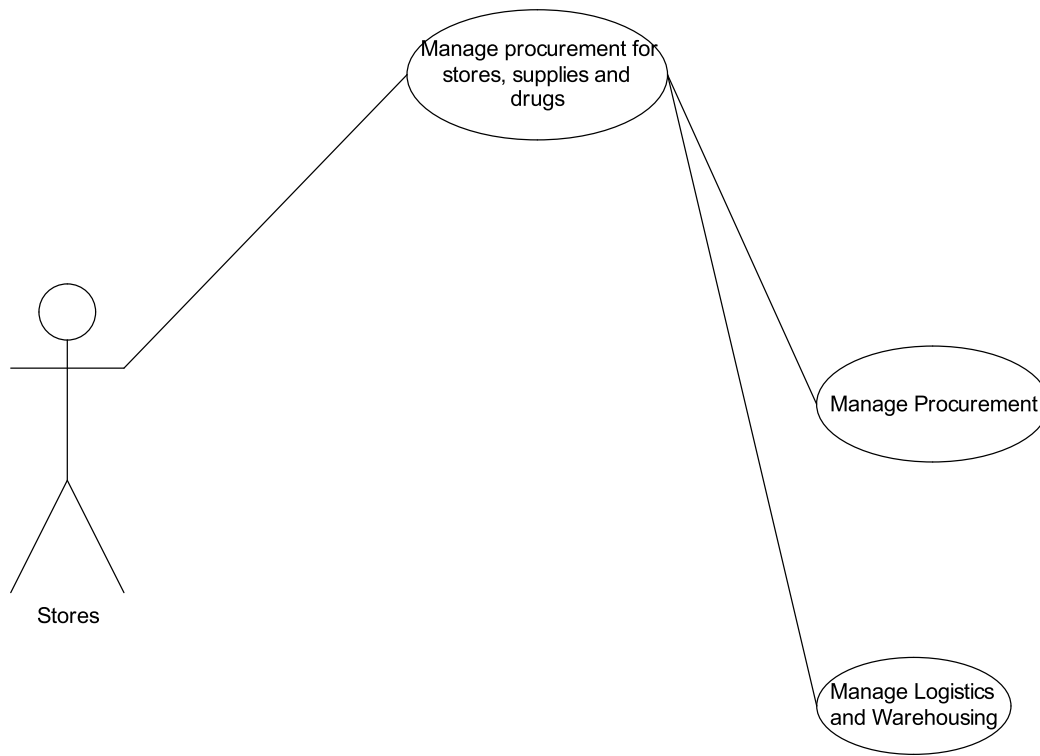 Manage procurement for
stores, supplies and
drugs
Manage Procurement
Stores
Manage Logistics
and Warehousing